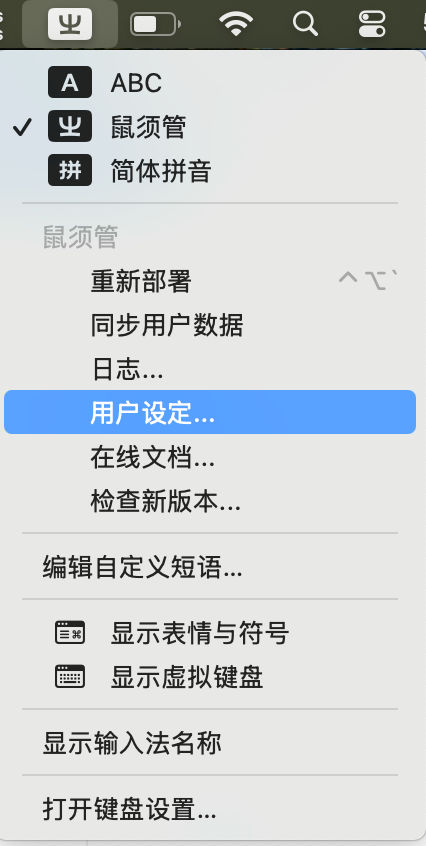 A ABC
鼠须管
拼 简体拼音
鼠须管
重新部署 ^⌥`
同步用户数据
日志...
用户设定...
在线文档...
检查新版本...
编辑自定义短语...
显示表情与符号
显示虚拟键盘
显示输入法名称
打开键盘设置...